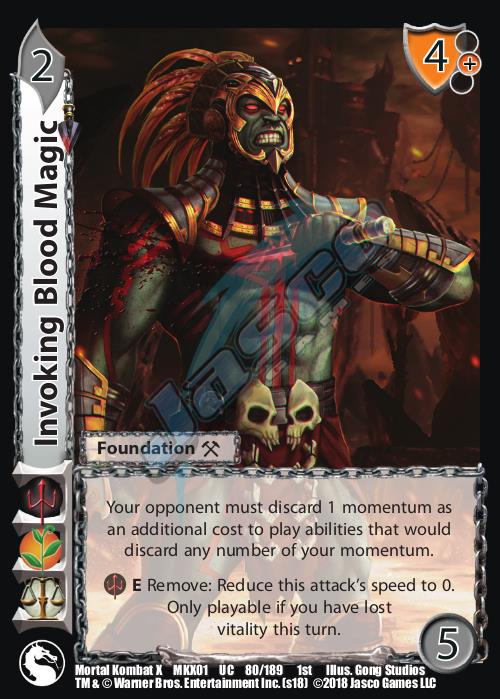 2
4
+
Invoking Blood Magic
Jasco
Foundation
Your opponent must discard 1 momentum as
an additional cost to play abilities that would
discard any number of your momentum.
E Remove: Reduce this attack's speed to 0.
Only playable if you have lost
vitality this turn.
5
Mortal Kombat X MKX01 UC 80/189 1st Illus. Gong Studios
TM & © Warner Bros. Entertainment Inc. (s18) ©2018 Jasco Games LLC